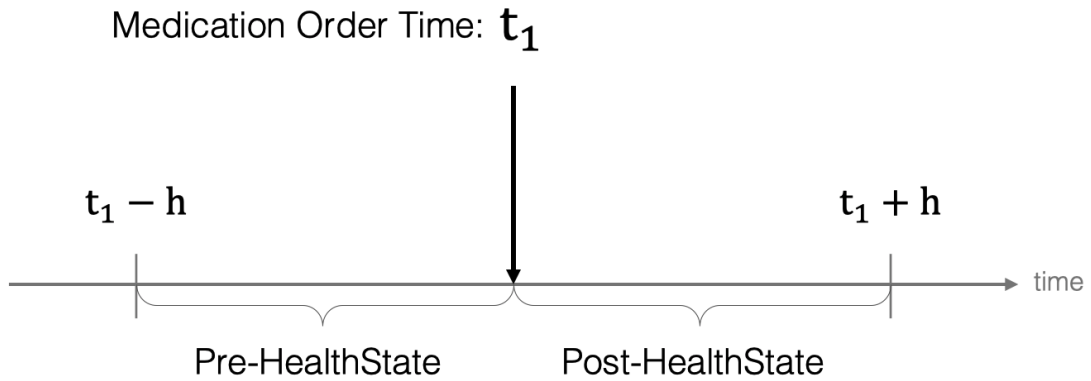 Medication Order Time: t₁
t₁ − h
t₁ + h
time
Pre-HealthState
Post-HealthState